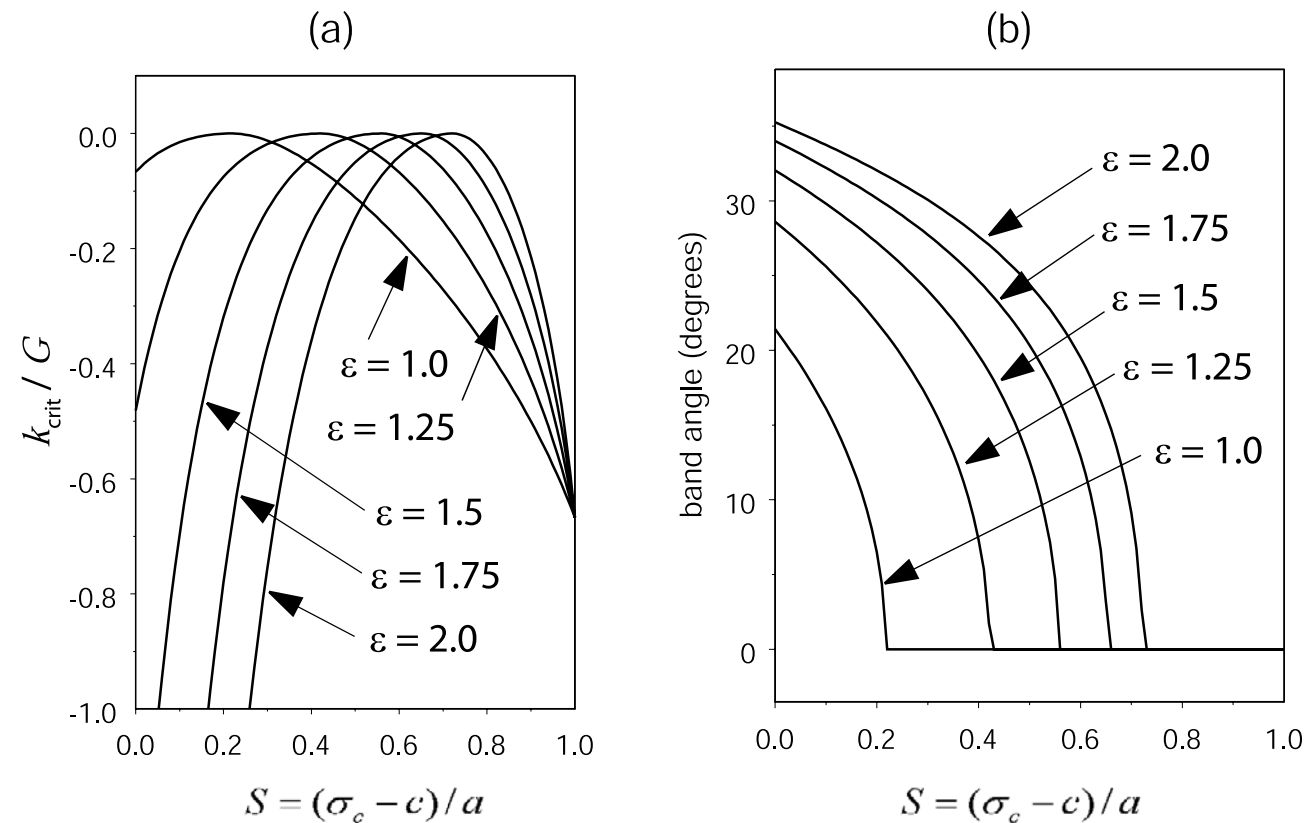 (a)
(b)
0.0
-0.2
-0.4
-0.6
-0.8
-1.0
k_crit / G
ε = 1.0
ε = 1.25
ε = 1.5
ε = 1.75
ε = 2.0
0.0 0.2 0.4 0.6 0.8 1.0
S = (σ_c − c) / a
30
20
10
0
band angle (degrees)
ε = 2.0
ε = 1.75
ε = 1.5
ε = 1.25
ε = 1.0
0.0 0.2 0.4 0.6 0.8 1.0
S = (σ_c − c) / a